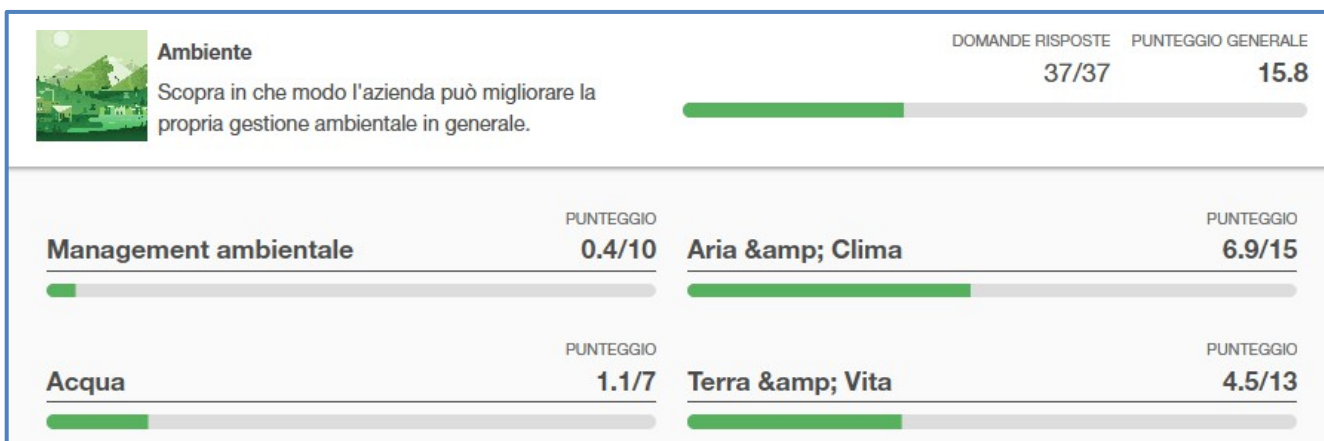 Ambiente
Scopra in che modo l'azienda può migliorare la
propria gestione ambientale in generale.
DOMANDE RISPOSTE PUNTEGGIO GENERALE
37/37 15.8
PUNTEGGIO
Management ambientale 0.4/10
PUNTEGGIO
Aria &amp; Clima 6.9/15
PUNTEGGIO
Acqua 1.1/7
PUNTEGGIO
Terra &amp; Vita 4.5/13